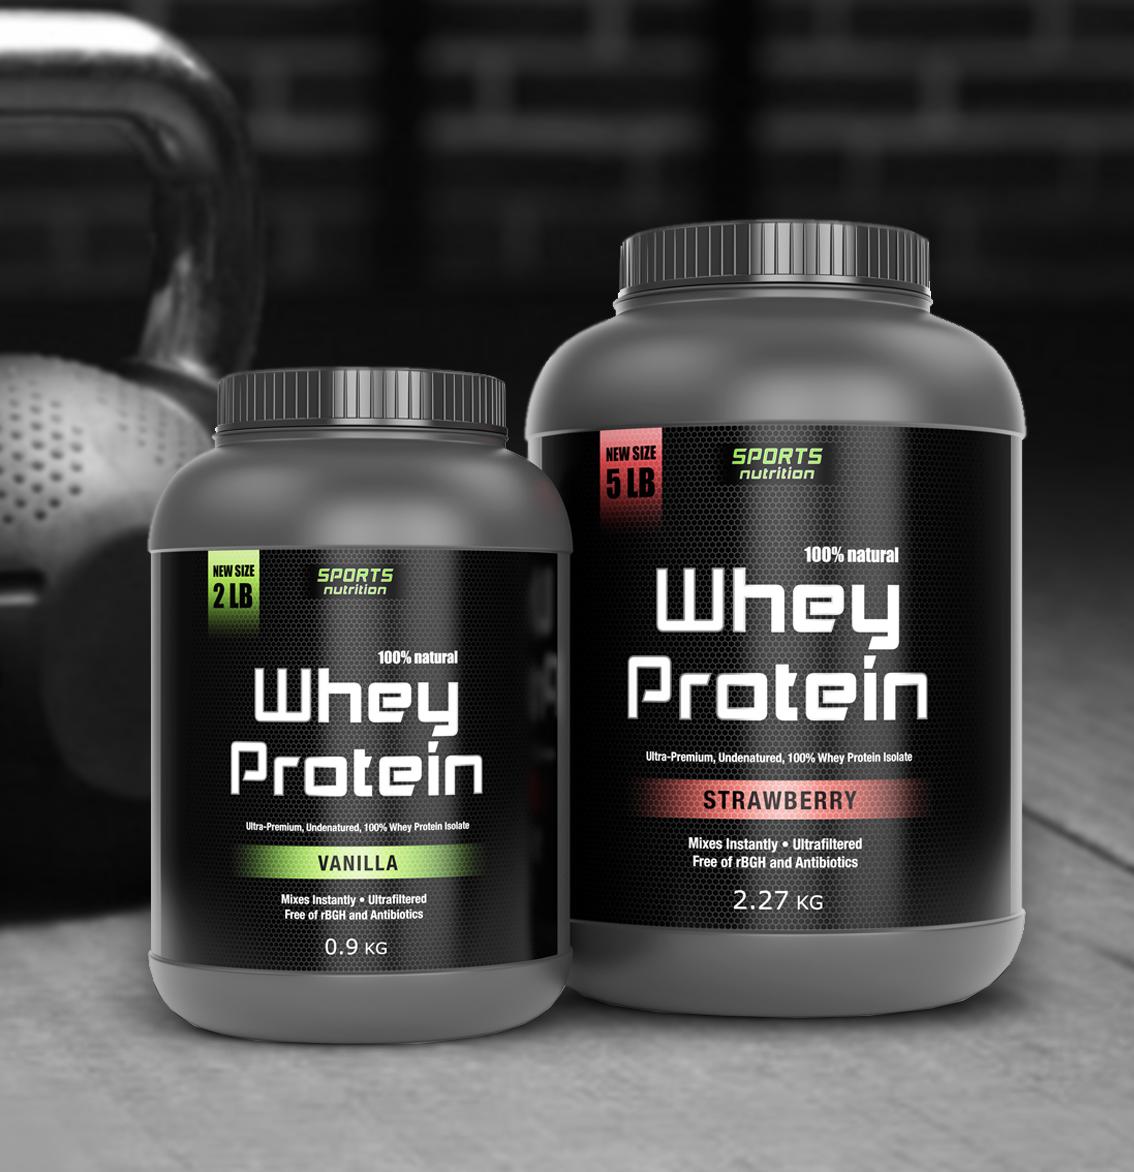 NEW SIZE
2 LB
SPORTS
nutrition
100% natural
Whey
Protein
Ultra-Premium, Undenatured, 100% Whey Protein Isolate
VANILLA
Mixes Instantly • Ultrafiltered
Free of rBGH and Antibiotics
0.9 KG
NEW SIZE
5 LB
SPORTS
nutrition
100% natural
Whey
Protein
Ultra-Premium, Undenatured, 100% Whey Protein Isolate
STRAWBERRY
Mixes Instantly • Ultrafiltered
Free of rBGH and Antibiotics
2.27 KG